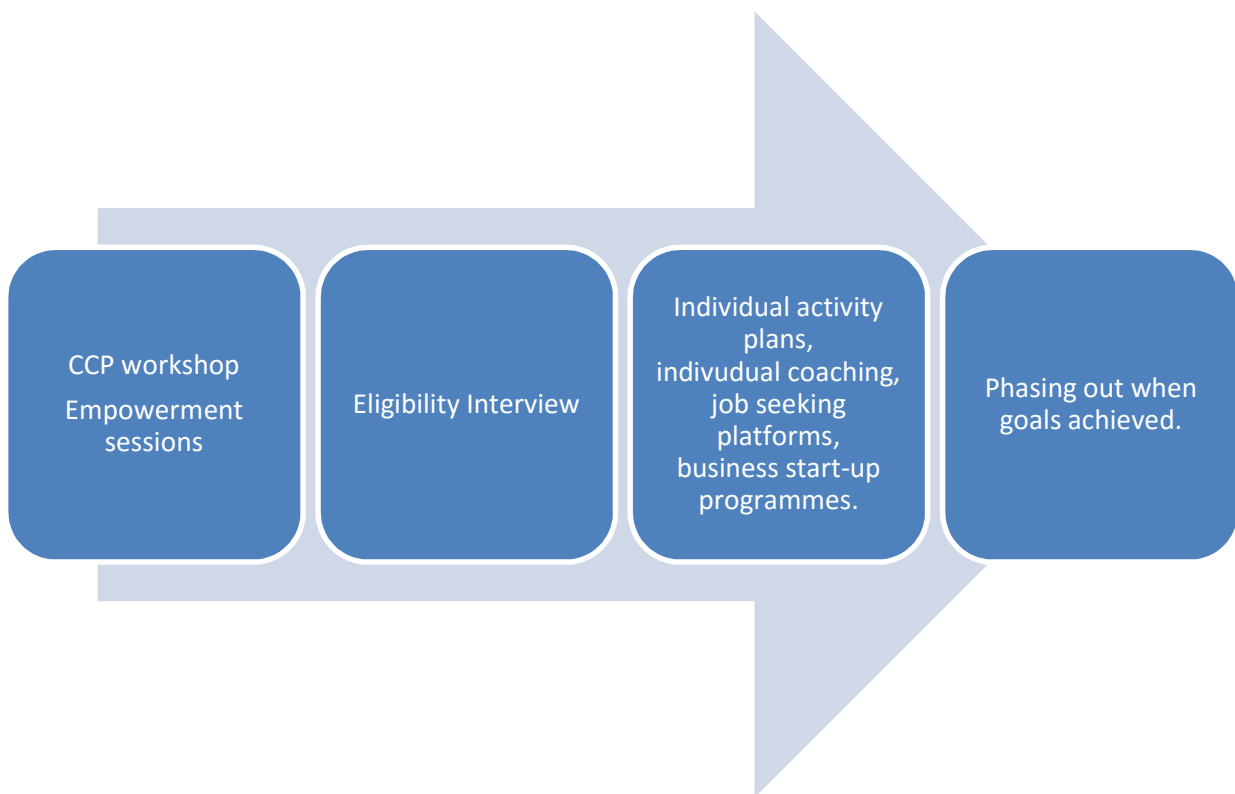 CCP workshop
Empowerment
sessions
Eligibility Interview
Individual activity
plans,
indivudual coaching,
job seeking
platforms,
business start-up
programmes.
Phasing out when
goals achieved.